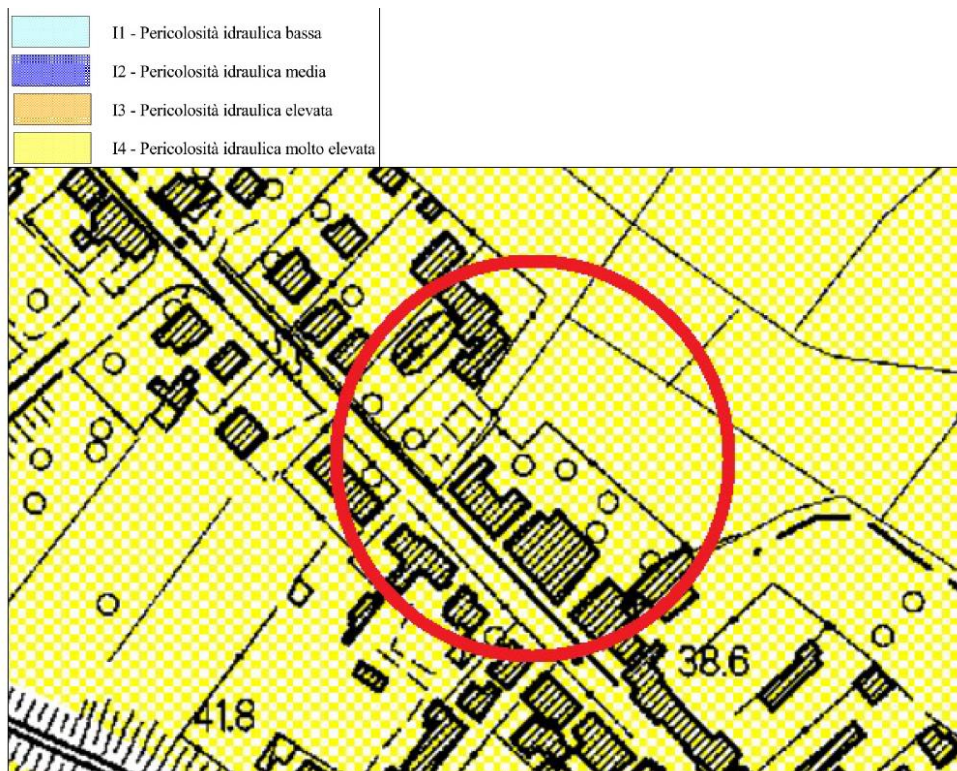 I1 - Pericolosità idraulica bassa
I2 - Pericolosità idraulica media
I3 - Pericolosità idraulica elevata
I4 - Pericolosità idraulica molto elevata
38.6
41.8